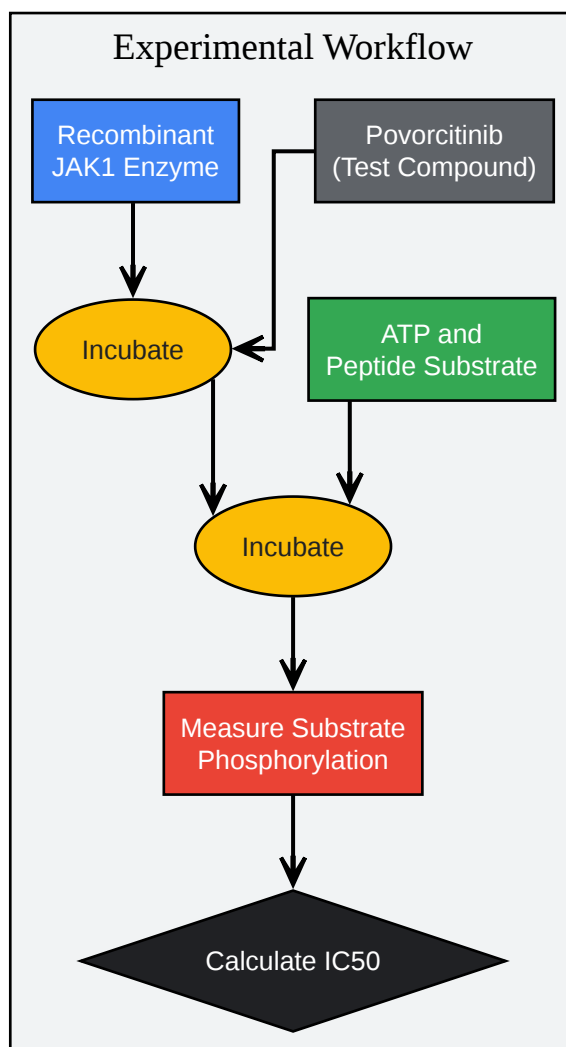 Experimental Workflow
Recombinant
JAK1 Enzyme
Povorcitinib
(Test Compound)
Incubate
ATP and
Peptide Substrate
Incubate
Measure Substrate
Phosphorylation
Calculate IC50